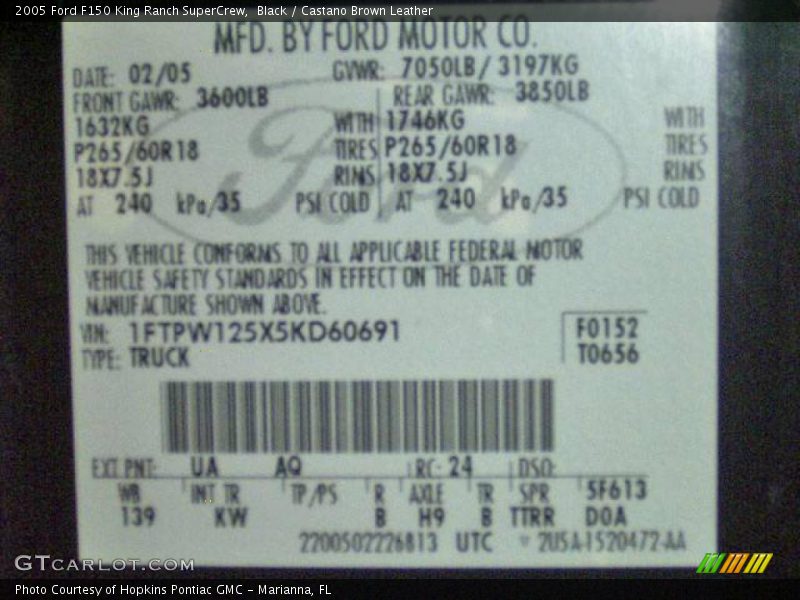 2005 Ford F150 King Ranch SuperCrew,  Black / Castano Brown Leather
MFD. BY FORD MOTOR CO.
DATE: 02/05 GVWR: 7050LB/ 3197KG
FRONT GAWR: 3600LB REAR GAWR: 3850LB
1632KG WITH 1746KG WITH
P265/60R18 TIRES P265/60R18 TIRES
18X7.5J RIMS 18X7.5J RIMS
AT 240 kPa/35 PSI COLD AT 240 kPa/35 PSI COLD
Ford
THIS VEHICLE CONFORMS TO ALL APPLICABLE FEDERAL MOTOR
VEHICLE SAFETY STANDARDS IN EFFECT ON THE DATE OF
MANUFACTURE SHOWN ABOVE.
VIN: 1FTPW125X5KD60691 F0152
TYPE: TRUCK T0656
EXT PNT: UA AQ RC: 24 DSO:
WB INT TR TP/PS R AXLE TR SPR 5F613
139 KW B H9 B TTRR D0A
2200502226813 UTC * 2U5A-1520472-AA
GTCARLOT.COM
Photo Courtesy of Hopkins Pontiac GMC - Marianna, FL